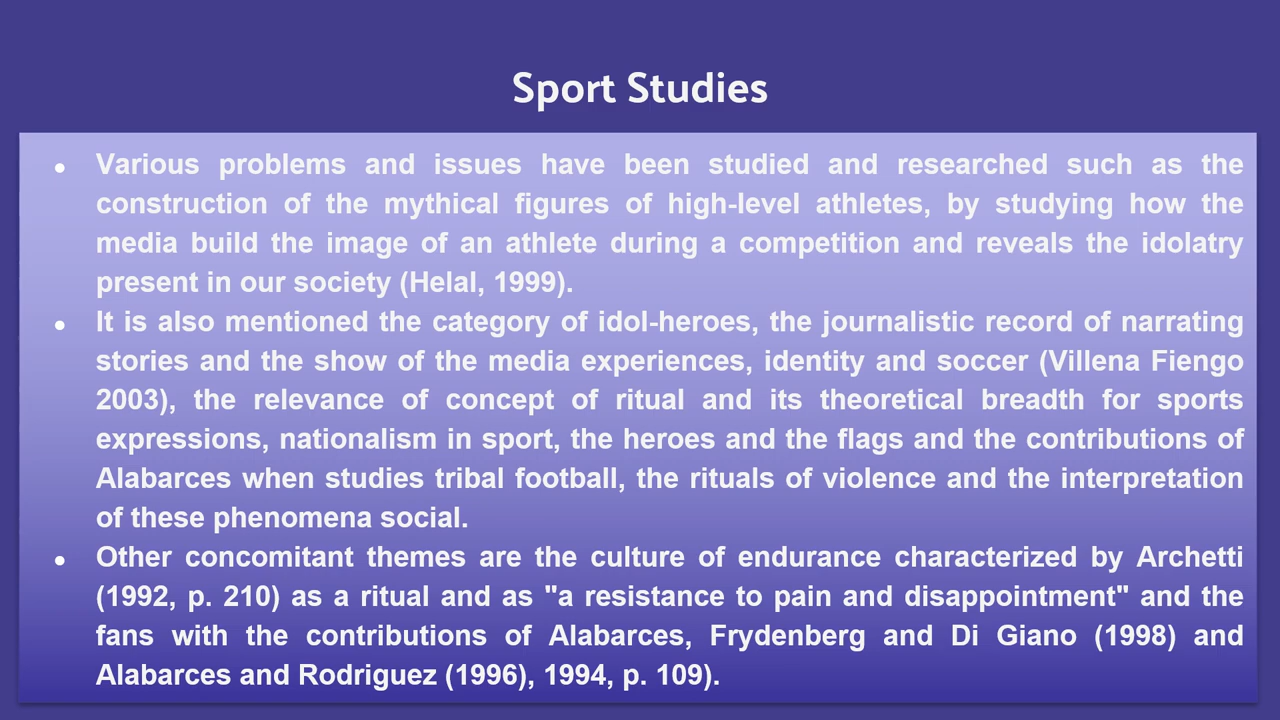 Sport Studies
● Various problems and issues have been studied and researched such as the
construction of the mythical figures of high-level athletes, by studying how the
media build the image of an athlete during a competition and reveals the idolatry
present in our society (Helal, 1999).
● It is also mentioned the category of idol-heroes, the journalistic record of narrating
stories and the show of the media experiences, identity and soccer (Villena Fiengo
2003), the relevance of concept of ritual and its theoretical breadth for sports
expressions, nationalism in sport, the heroes and the flags and the contributions of
Alabarces when studies tribal football, the rituals of violence and the interpretation
of these phenomena social.
● Other concomitant themes are the culture of endurance characterized by Archetti
(1992, p. 210) as a ritual and as "a resistance to pain and disappointment" and the
fans with the contributions of Alabarces, Frydenberg and Di Giano (1998) and
Alabarces and Rodriguez (1996), 1994, p. 109).